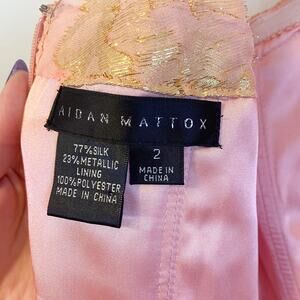 AIDAN MATTOX
77%SILK
23%METALLIC
LINING
100%POLYESTER
MADE IN CHINA
2
MADE IN
CHINA